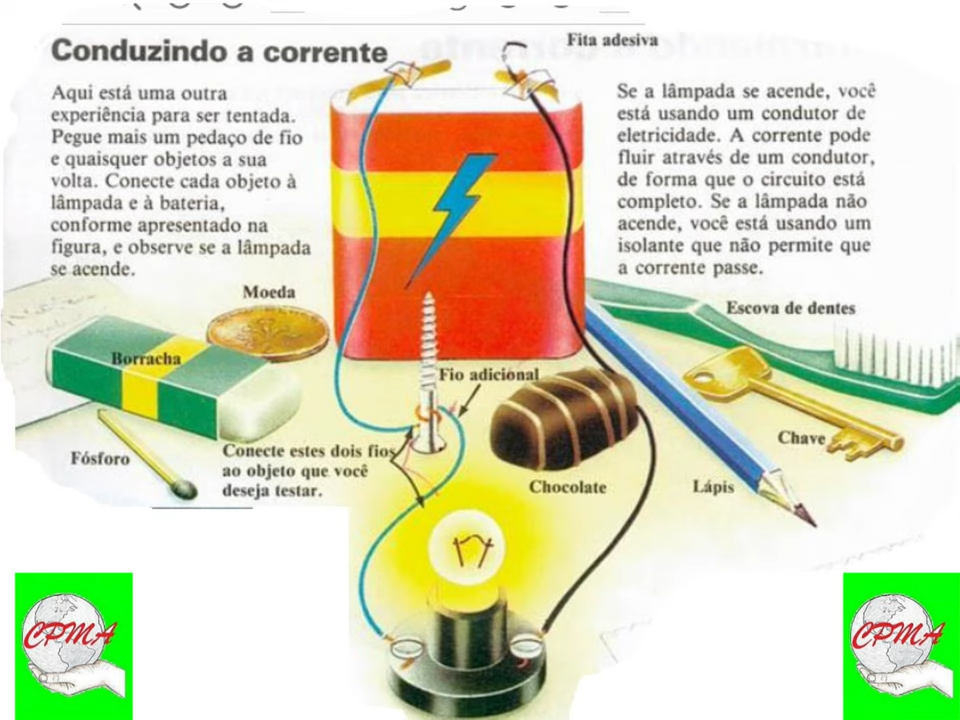 Conduzindo a corrente
Aqui está uma outra
experiência para ser tentada.
Pegue mais um pedaço de fio
e quaisquer objetos a sua
volta. Conecte cada objeto à
lâmpada e à bateria,
conforme apresentado na
figura, e observe se a lâmpada
se acende.
Fita adesiva
Se a lâmpada se acende, você
está usando um condutor de
eletricidade. A corrente pode
fluir através de um condutor,
de forma que o circuito está
completo. Se a lâmpada não
acende, você está usando um
isolante que não permite que
a corrente passe.
Moeda
Escova de dentes
Borracha
Fio adicional
Fósforo
Conecte estes dois fios
ao objeto que você
deseja testar.
Chocolate
Lápis
Chave
CPMA
CPMA